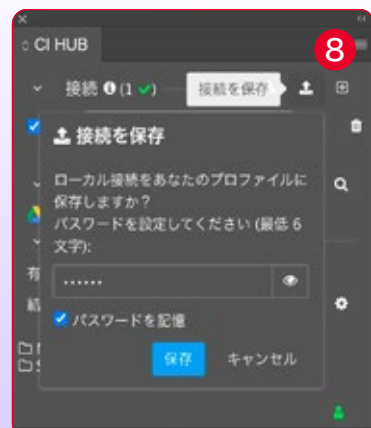 CI HUB
8
接続 (1 ✓)
接続を保存
接続を保存
ローカル接続をあなたのプロファイルに
保存しますか？
パスワードを設定してください (最低 6
文字):
••••••
パスワードを記憶
保存 キャンセル
有